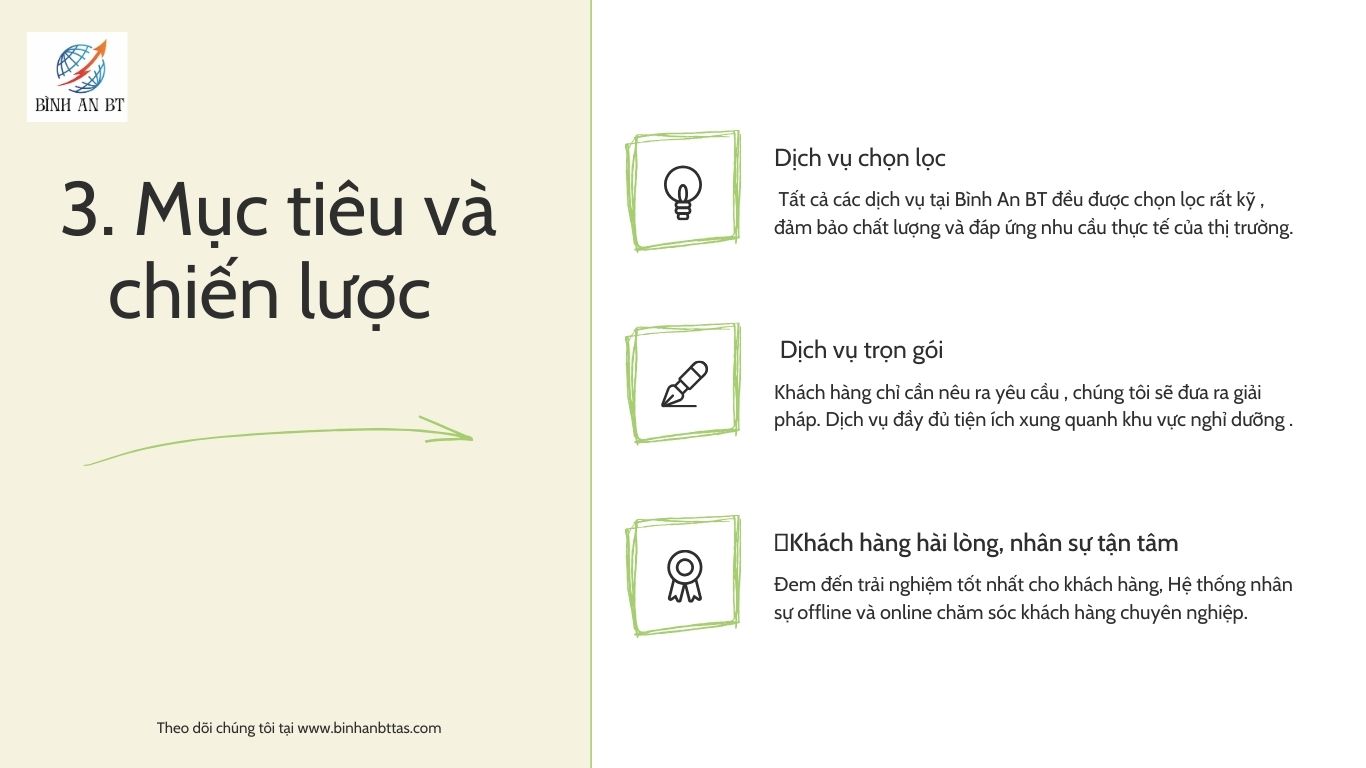 BÌNH AN BT
3. Mục tiêu và
chiến lược
Theo dõi chúng tôi tại www.binhanbttas.com
Dịch vụ chọn lọc
Tất cả các dịch vụ tại Bình An BT đều được chọn lọc rất kỹ ,
đảm bảo chất lượng và đáp ứng nhu cầu thực tế của thị trường.
Dịch vụ trọn gói
Khách hàng chỉ cần nêu ra yêu cầu , chúng tôi sẽ đưa ra giải
pháp. Dịch vụ đầy đủ tiện ích xung quanh khu vực nghỉ dưỡng .
Khách hàng hài lòng, nhân sự tận tâm
Đem đến trải nghiệm tốt nhất cho khách hàng, Hệ thống nhân
sự offline và online chăm sóc khách hàng chuyên nghiệp.